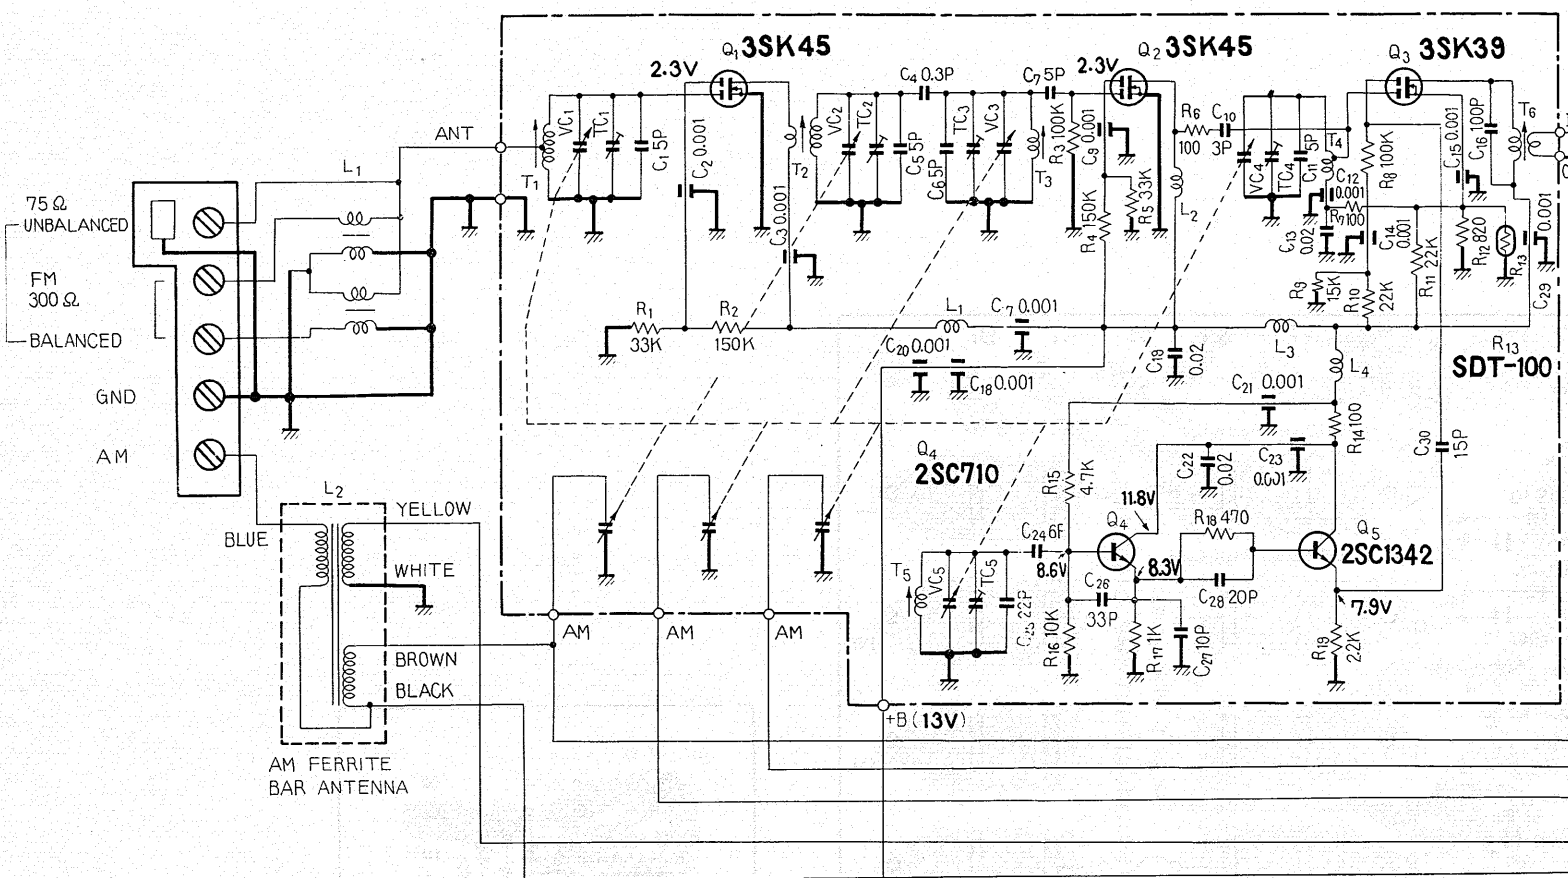 Q1 3SK45
2.3V
Q2 3SK45
2.3V
Q3 3SK39
ANT
L1
75Ω
UNBALANCED
FM
300Ω
BALANCED
GND
AM
T1
VC1
TC1
C1 5P
C2 0.001
T2
C3 0.001
VC2
TC2
C5 5P
C4 0.3P
C6 5P
TC3
VC3
T3
C7 5P
R3 100K
C9 0.001
R4 150K
R5 33K
L2
R6
100
C10
3P
VC4
TC4
C11
5P
T4
C12
0.001
R7 100
C13
0.02
C14
0.001
R8 100K
R9
15K
R10
22K
R11
22K
C15 0.001
C16 100P
T6
R12 820
R13
0.001
C29
R1
33K
R2
150K
L1
0.001
C20 0.001
C18 0.001
0.02
L3
R13
SDT-100
L4
C21 0.001
R14 100
C30
15P
Q4
2SC710
R15
4.7K
11.8V
C22
0.02
C23
0.001
Q4
R18 470
Q5
2SC1342
C24 6F
8.6V
8.3V
C28 20P
7.9V
T5
VC5
TC5
22P
C26
33P
R16 10K
R17 1K
C27 10P
R19
2.2K
L2
YELLOW
BLUE
WHITE
BROWN
BLACK
AM
AM
AM
+B (13V)
AM FERRITE
BAR ANTENNA